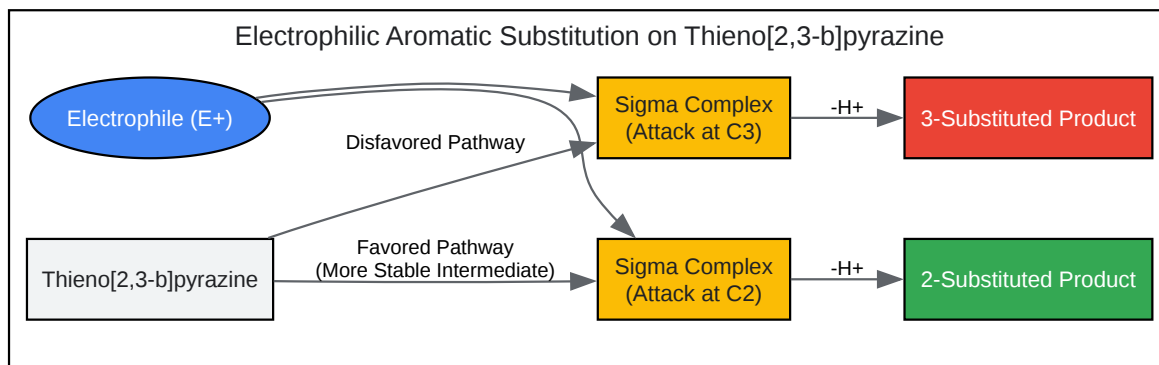 Electrophilic Aromatic Substitution on Thieno[2,3-b]pyrazine
Electrophile (E+)
Sigma Complex
(Attack at C3)
-H+
3-Substituted Product
Disfavored Pathway
Thieno[2,3-b]pyrazine
Favored Pathway
(More Stable Intermediate)
Sigma Complex
(Attack at C2)
-H+
2-Substituted Product